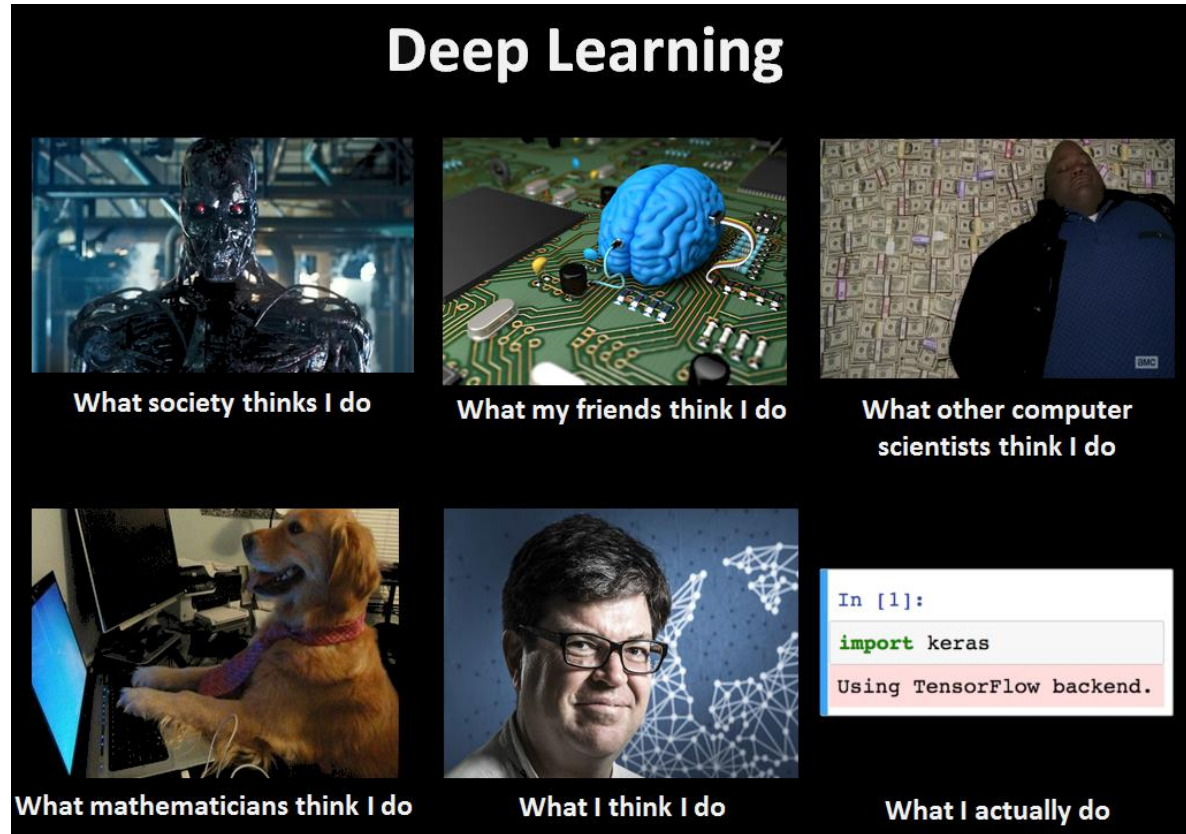 Deep Learning
What society thinks I do
What my friends think I do
What other computer
scientists think I do
AMC
What mathematicians think I do
What I think I do
What I actually do
In [1]:
import keras
Using TensorFlow backend.